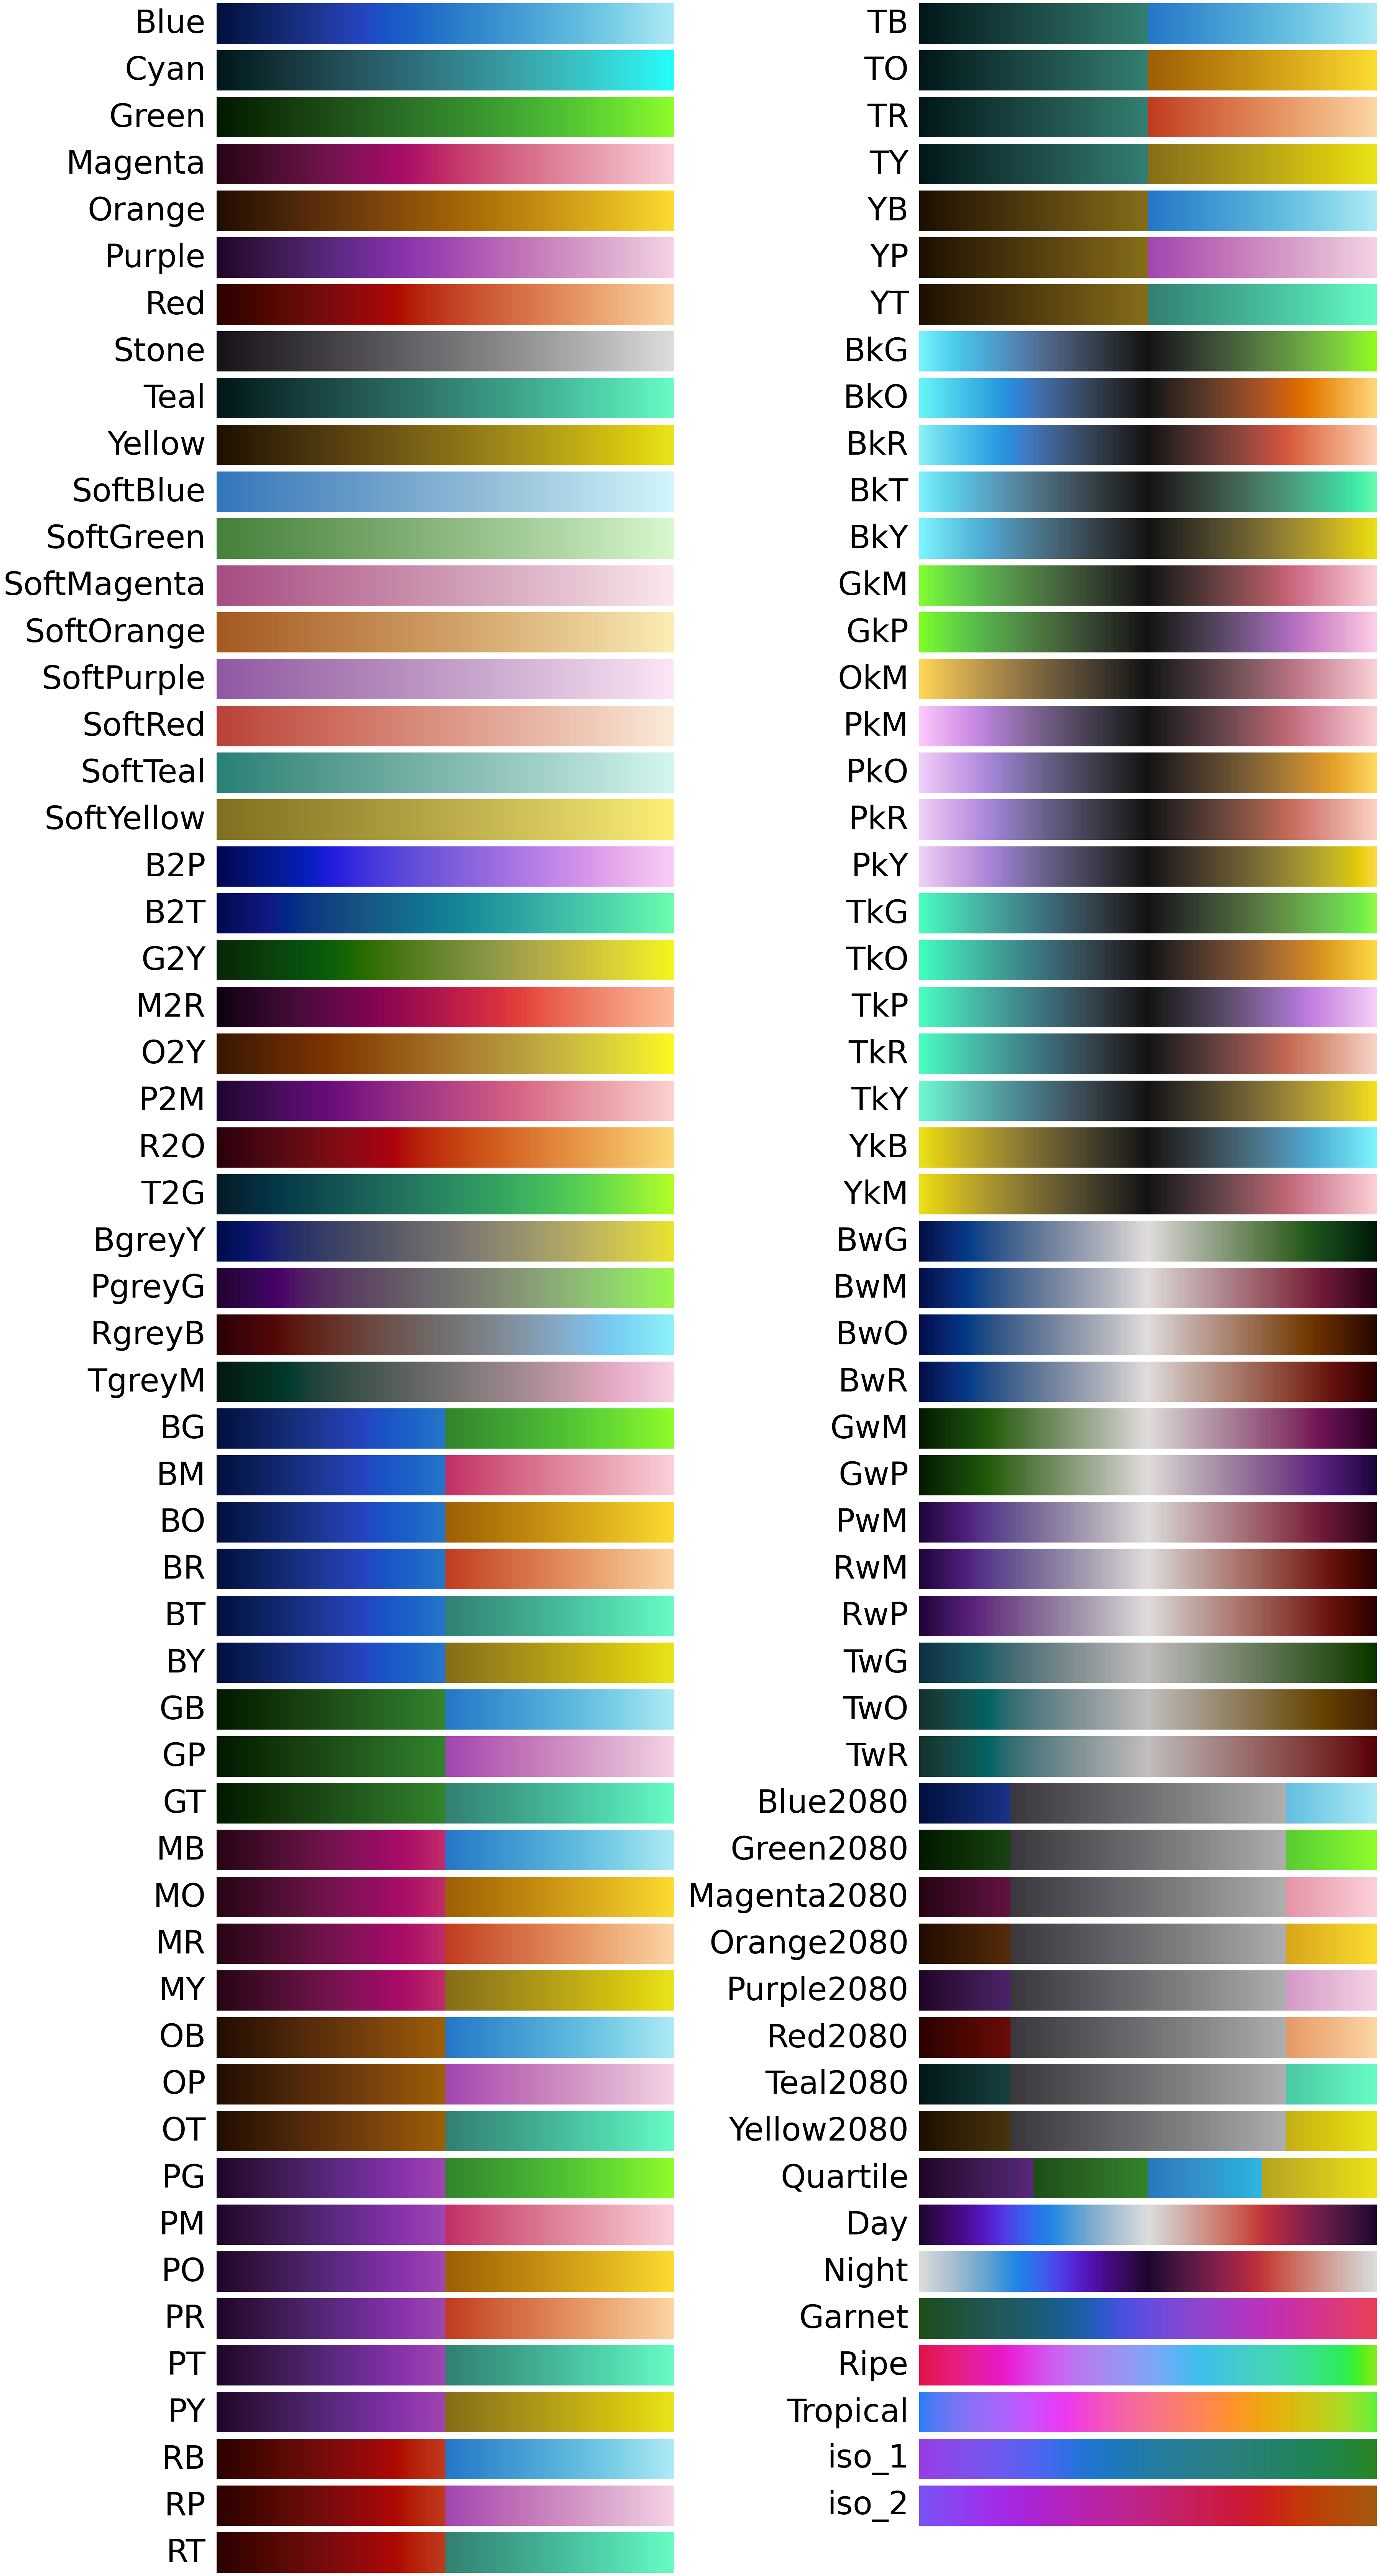 Blue
Cyan
Green
Magenta
Orange
Purple
Red
Stone
Teal
Yellow
SoftBlue
SoftGreen
SoftMagenta
SoftOrange
SoftPurple
SoftRed
SoftTeal
SoftYellow
B2P
B2T
G2Y
M2R
O2Y
P2M
R2O
T2G
BgreyY
PgreyG
RgreyB
TgreyM
BG
BM
BO
BR
BT
BY
GB
GP
GT
MB
MO
MR
MY
OB
OP
OT
PG
PM
PO
PR
PT
PY
RB
RP
RT
TB
TO
TR
TY
YB
YP
YT
BkG
BkO
BkR
BkT
BkY
GkM
GkP
OkM
PkM
PkO
PkR
PkY
TkG
TkO
TkP
TkR
TkY
YkB
YkM
BwG
BwM
BwO
BwR
GwM
GwP
PwM
RwM
RwP
TwG
TwO
TwR
Blue2080
Green2080
Magenta2080
Orange2080
Purple2080
Red2080
Teal2080
Yellow2080
Quartile
Day
Night
Garnet
Ripe
Tropical
iso_1
iso_2